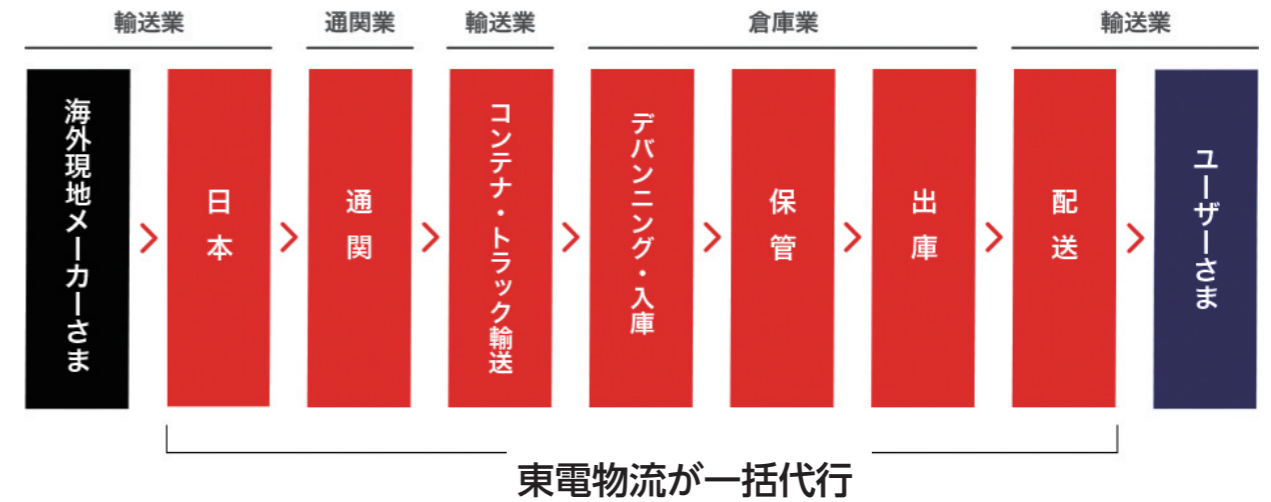 輸送業
通関業
輸送業
倉庫業
輸送業
海外現地メーカーさま
日本
通関
コンテナ・トラック輸送
デバンニング・入庫
保管
出庫
配送
ユーザーさま
東電物流が一括代行